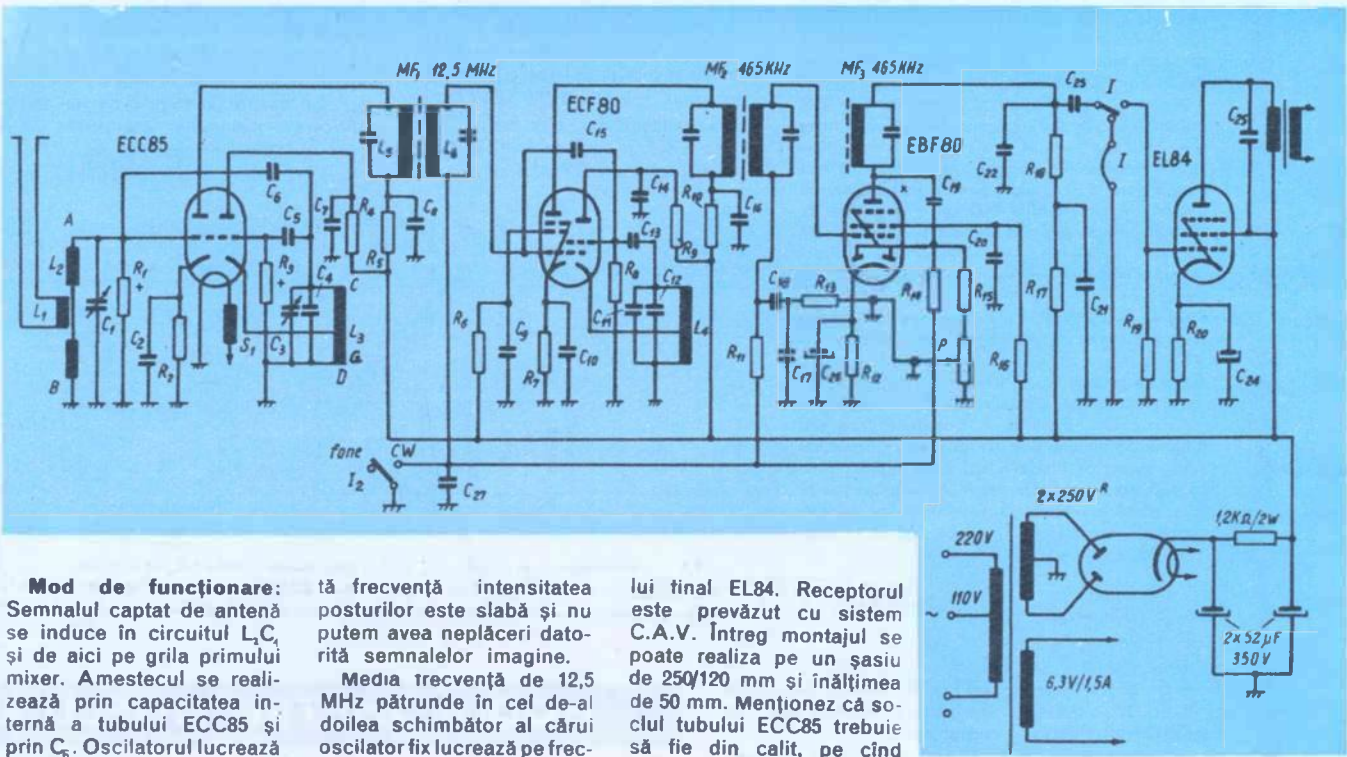 MF₁ 12,5 MHz
MF₂ 465KHz
MF₃ 465KHz
ECC85
ECF80
EBF80
EL84
A
B
L₁
L₂
C₁
R₁
+
C₂
R₂
S₁
C₆
C₅
R₃
+
C₃
C₄
C
L₃
G
D
C₇
R₄
R₅
C₈
L₅
L₆
R₆
C₉
R₇
C₁₀
C₁₅
R₈
C₁₃
C₁₄
C₁₁
C₁₂
L₄
R₉
R₁₀
C₁₆
R₁₁
C₁₈
R₁₃
C₁₇
C₂₆
R₁₂
x
C₁₉
R₁₄
R₁₅
P
C₂₀
R₁₆
C₂₂
R₁₈
R₁₇
C₂₁
C₂₅
I
I
R₁₉
R₂₀
C₂₄
C₂₅
fone
CW
I₂
C₂₇
2x250V R
220V
110V
~
6,3V/1,5A
1,2KΩ/2W
2x52µF
350V
Mod de funcționare:
Semnalul captat de antenă
se induce în circuitul L₂C₁
și de aici pe grila primului
mixer. Amestecul se reali-
zează prin capacitatea in-
ternă a tubului ECC85 și
prin C₅. Oscilatorul lucrează
tă frecvență intensitatea
posturilor este slabă și nu
putem avea neplăceri dato-
rită semnalelor imagine.
Media frecvență de 12,5
MHz pătrunde în cel de-al
doilea schimbător al cărui
oscilator fix lucrează pe frec-
lui final EL84. Receptorul
este prevăzut cu sistem
C.A.V. Întreg montajul se
poate realiza pe un șasiu
de 250/120 mm și înălțimea
de 50 mm. Menționez că so-
clul tubului ECC85 trebuie
să fie din calit, pe cînd